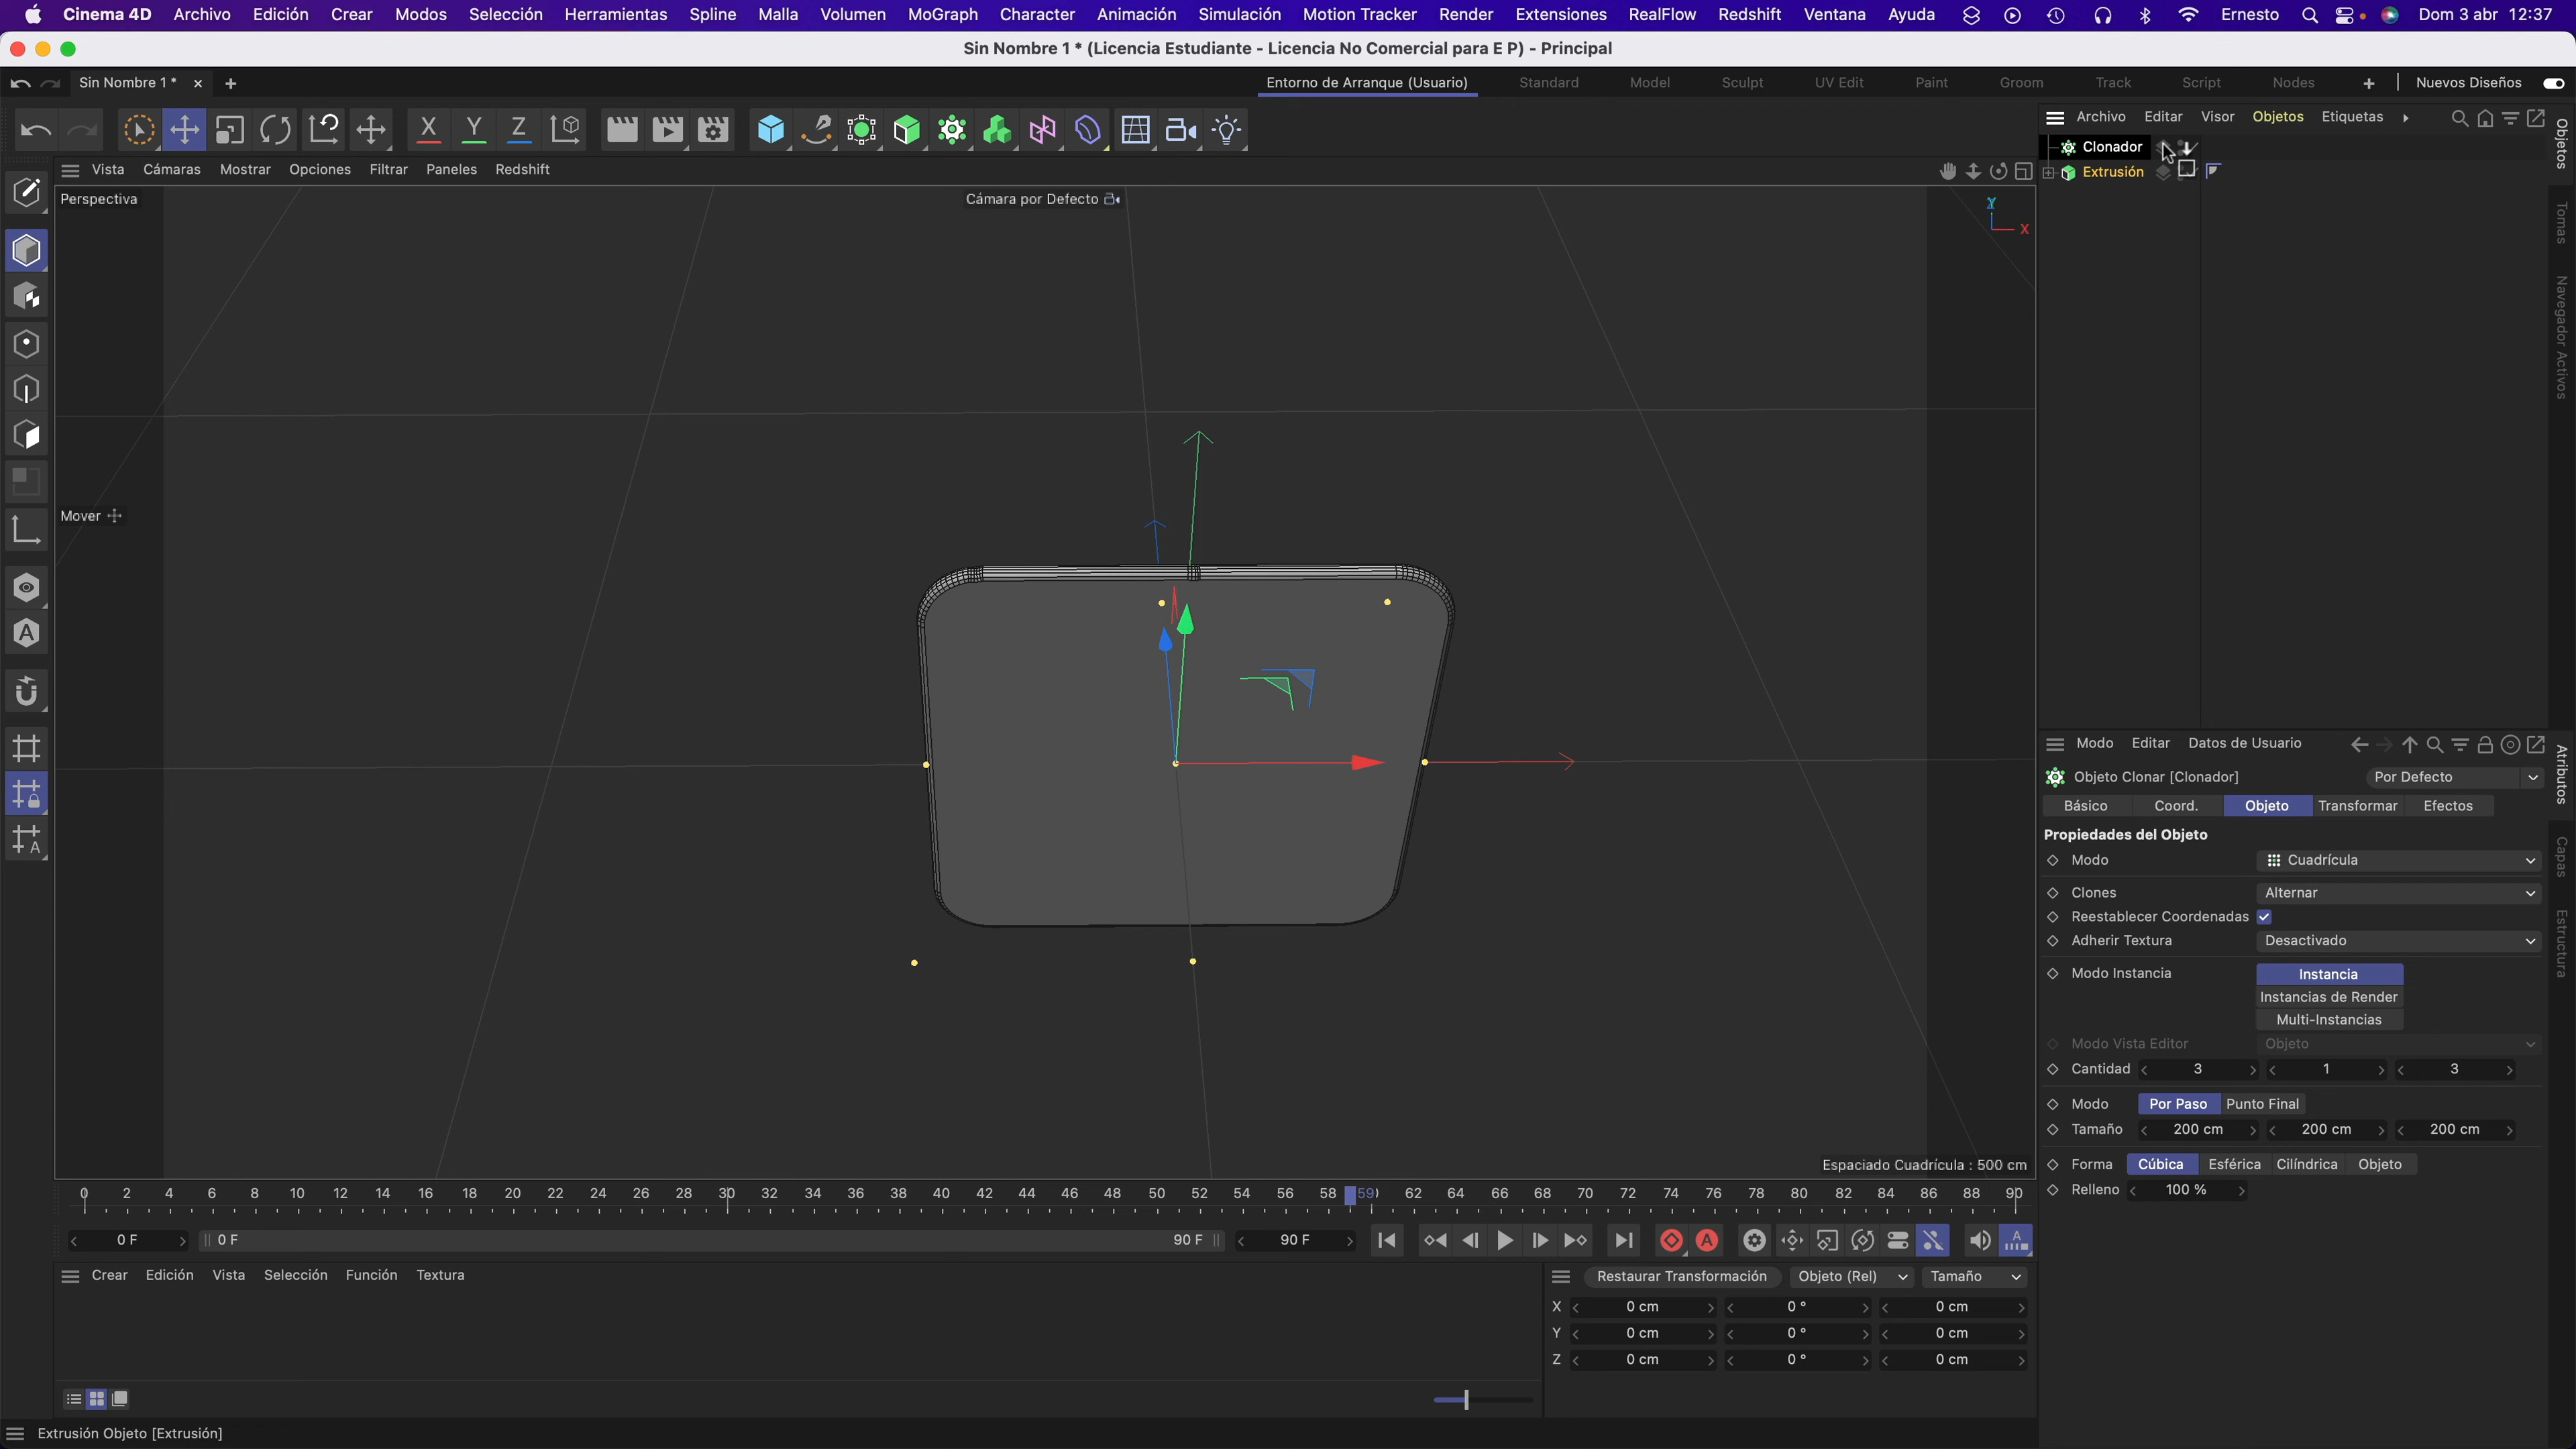 Cinema 4D Archivo Edición Crear Modos Selección Herramientas Spline Malla Volumen MoGraph Character Animación Simulación Motion Tracker Render Extensiones RealFlow Redshift Ventana Ayuda Ernesto Dom 3 abr 12:37
Sin Nombre 1 * (Licencia Estudiante - Licencia No Comercial para E P) - Principal
Sin Nombre 1 * Entorno de Arranque (Usuario) Standard Model Sculpt UV Edit Paint Groom Track Script Nodes Nuevos Diseños
X Y Z
Archivo Editar Visor Objetos Etiquetas
Clonador
Extrusión
Objetos
Tomas
Navegador Activos
Vista Cámaras Mostrar Opciones Filtrar Paneles Redshift
Perspectiva
Cámara por Defecto
Y
X
Mover
A
A
Espaciado Cuadrícula : 500 cm
Modo Editar Datos de Usuario
Objeto Clonar [Clonador] Por Defecto
Básico Coord. Objeto Transformar Efectos
Propiedades del Objeto
Modo Cuadrícula
Clones Alternar
Reestablecer Coordenadas
Adherir Textura Desactivado
Modo Instancia Instancia
Instancias de Render
Multi-Instancias
Modo Vista Editor Objeto
Cantidad 3 1 3
Modo Por Paso Punto Final
Tamaño 200 cm 200 cm 200 cm
Forma Cúbica Esférica Cilíndrica Objeto
Relleno 100 %
Atributos
Capas
Estructura
0 2 4 6 8 10 12 14 16 18 20 22 24 26 28 30 32 34 36 38 40 42 44 46 48 50 52 54 56 58 59 62 64 66 68 70 72 74 76 78 80 82 84 86 88 90
0 F 0 F 90 F 90 F A A
Crear Edición Vista Selección Función Textura
Restaurar Transformación Objeto (Rel) Tamaño
X 0 cm 0 ° 0 cm
Y 0 cm 0 ° 0 cm
Z 0 cm 0 ° 0 cm
Extrusión Objeto [Extrusión]